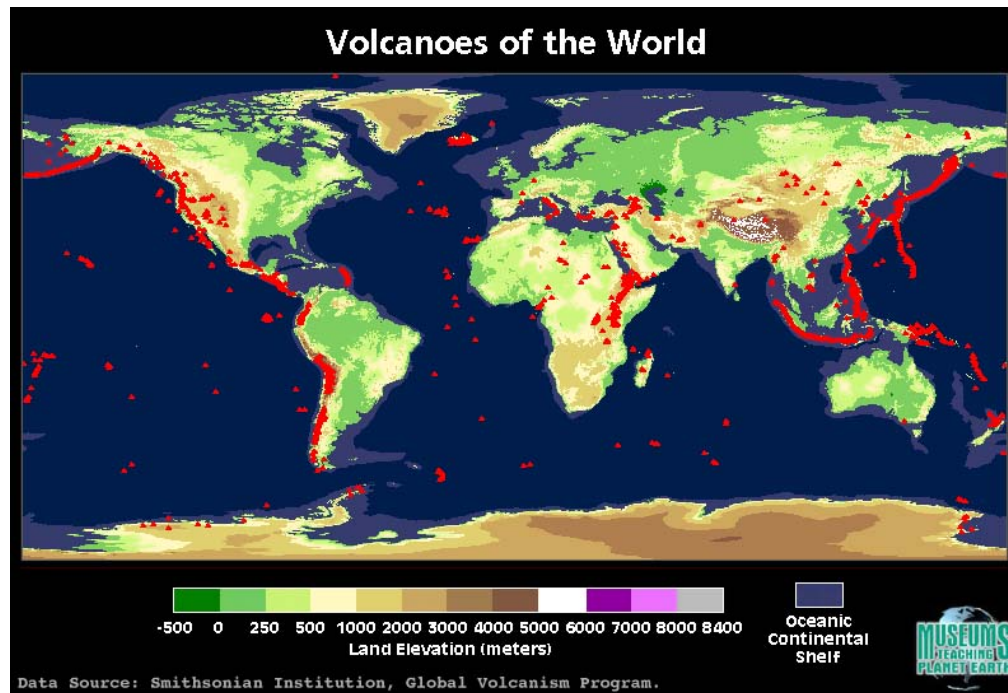 Volcanoes of the World
-500 0 250 500 1000 2000 3000 4000 5000 6000 7000 8000 8400
Land Elevation (meters)
Oceanic
Continental
Shelf
MUSEUMS
TEACHING
PLANET EARTH
Data Source: Smithsonian Institution, Global Volcanism Program.